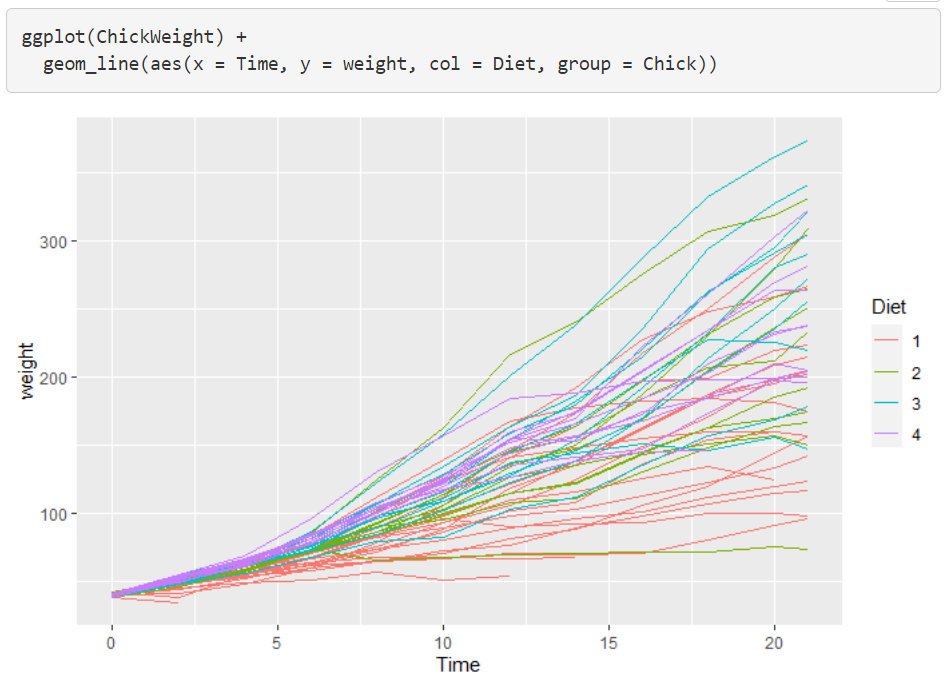 ggplot(ChickWeight) +
  geom_line(aes(x = Time, y = weight, col = Diet, group = Chick))
300
200
100
weight
0 5 10 15 20
Time
Diet
1
2
3
4